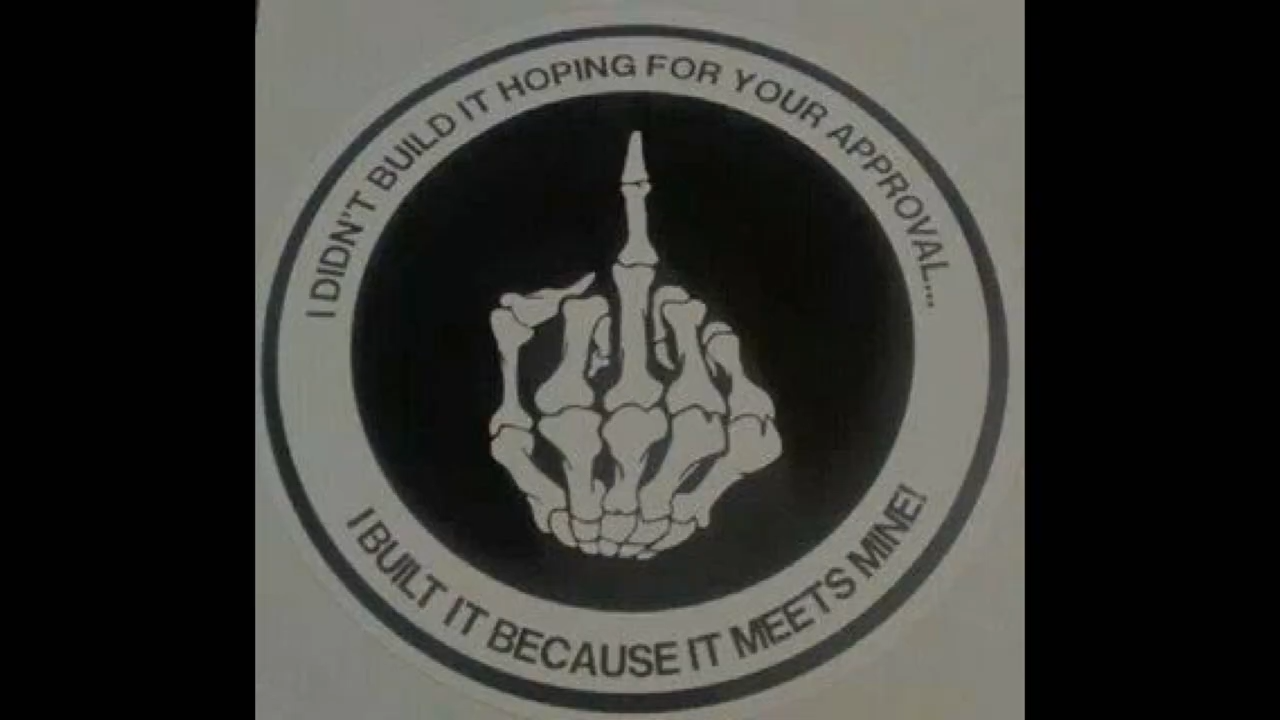 I DIDN'T BUILD IT HOPING FOR YOUR APPROVAL...
I BUILT IT BECAUSE IT MEETS MINE!